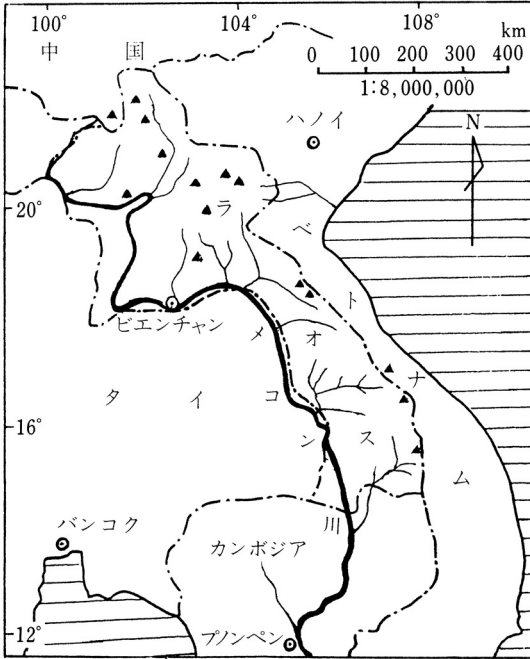 100° 104 108°
中 国
km
0 100 200 300 400
1:8,000,000
ハノイ
N
20°
ラオス
ベトナム
ビエンチャン
メコン川
タイ
16°
バンコク
カンボジア
12°
プノンペン